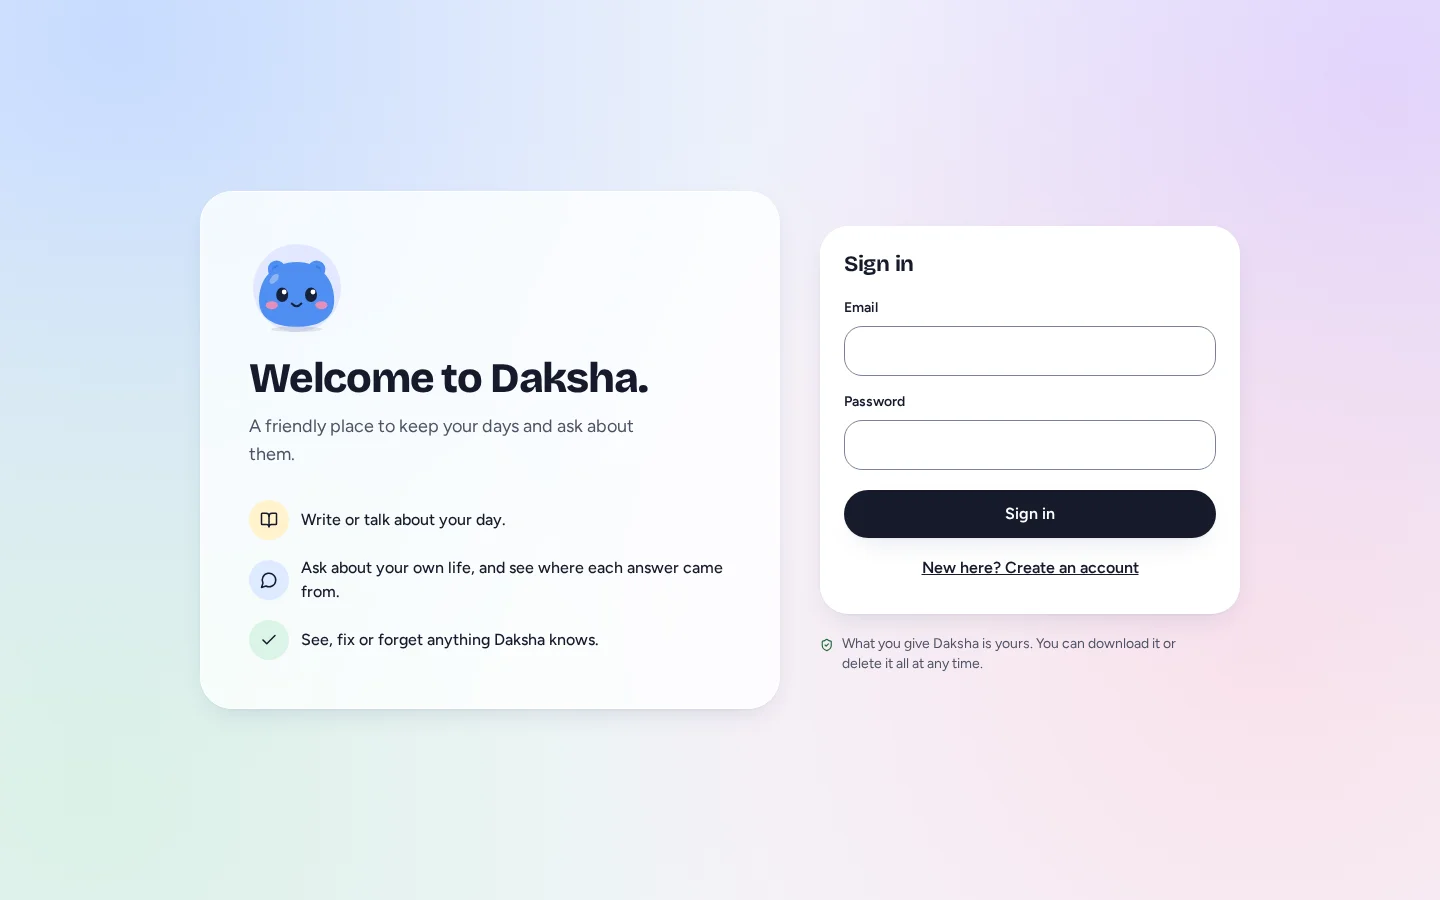 Welcome to Daksha.
A friendly place to keep your days and ask about
them.
Write or talk about your day.
Ask about your own life, and see where each answer came
from.
See, fix or forget anything Daksha knows.
Sign in
Email
Password
Sign in
New here? Create an account
What you give Daksha is yours. You can download it or
delete it all at any time.